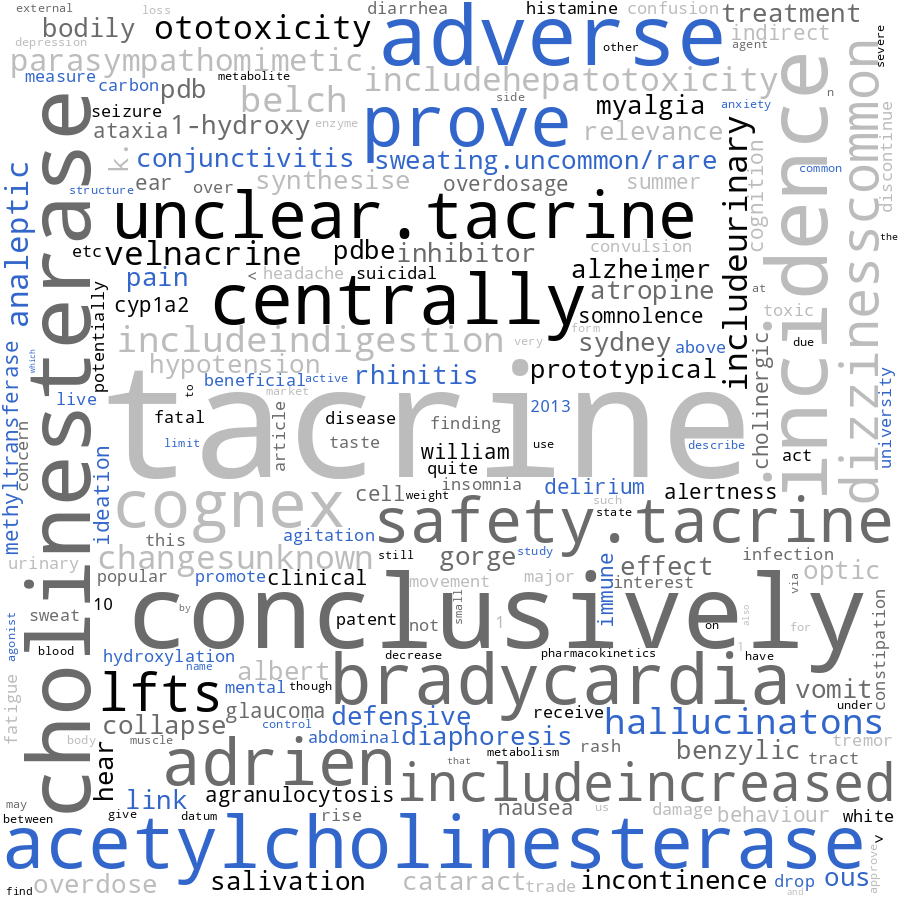 external
loss
diarrhea
adverse
histamine
confusion
treatment
bodily
ototoxicity
indirect
depression
other
agent
severe
parasympathomimetic
measure
carbon
pdb
metabolite
includehepatotoxicity
belch
side
prove
myalgia
anxiety
n
dizzinesscommon
incidence
seizure
ataxia
1-hydroxy
enzyme
relevance
discontinue
cholinesterase
k.
conjunctivitis
sweating.uncommon/rare
includeurinary
cognition
common
analeptic
structure
ear
over
synthesise
overdosage
summer
unclear.tacrine
the
etc
velnacrine
pdbe
inhibitor
convulsion
pain
<
headache
suicidal
alzheimer
potentially
cyp1a2
centrally
atropine
at
somnolence
toxic
includeindigestion
very
form
sydney
above
due
cholinergic
which
methyltransferase
hypotension
prototypical
to
beneficial
active
rhinitis
market
university
live
tacrine
2013
fatal
article
disease
finding
limit
taste
william
use
describe
act
concern
ideation
quite
cognex
cell
weight
insomnia
delirium
alertness
such
safety.tacrine
state
this
agitation
urinary
changesunknown
still
gorge
study
immune
effect
infection
optic
popular
promote
clinical
movement
major
interest
via
sweat
10
conclusively
by
patent
not
small
1
on
also
for
constipation
agonist
blood
hydroxylation
name
decrease
pharmacokinetics
1
have
albert
bradycardia
fatigue
lfts
mental
though
vomit
under
collapse
glaucoma
control
defensive
receive
hallucinatons
body
muscle
abdominal
diaphoresis
metabolism
rash
benzylic
tremor
tract
hear
adrien
that
includeincreased
link
agranulocytosis
may
between
give
datum
rise
nausea
us
damage
behaviour
white
acetylcholinesterase
v
approve
find
overdose
salivation
cataract
trade
incontinence
drop
and
ous